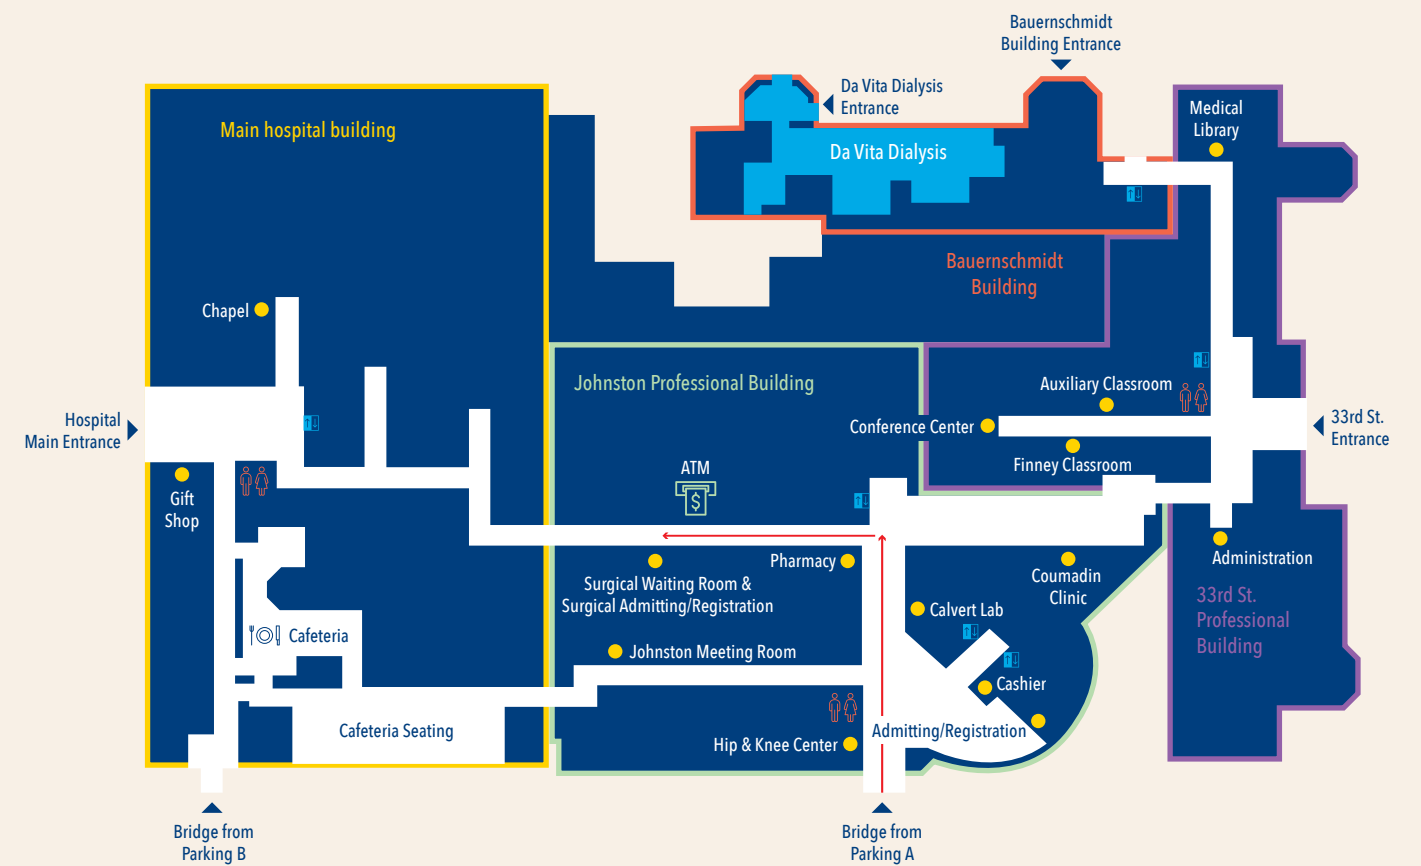 Bauernschmidt
Building Entrance
Da Vita Dialysis
Entrance
Medical
Library
Main hospital building
Da Vita Dialysis
Bauernschmidt
Building
Chapel
Johnston Professional Building
Auxiliary Classroom
Hospital
Main Entrance
Conference Center
33rd St.
Entrance
Finney Classroom
ATM
$
Gift
Shop
Pharmacy
Surgical Waiting Room &
Surgical Admitting/Registration
Coumadin
Clinic
Administration
33rd St.
Professional
Building
Calvert Lab
Cafeteria
Johnston Meeting Room
Cashier
Cafeteria Seating
Admitting/Registration
Hip & Knee Center
Bridge from
Parking B
Bridge from
Parking A